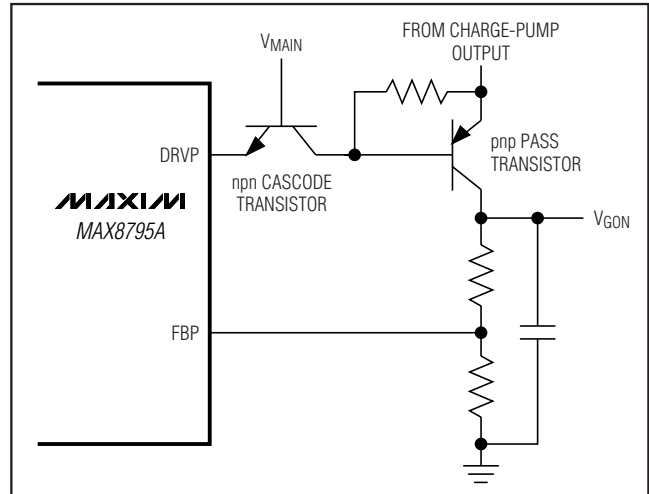 FROM CHARGE-PUMP
OUTPUT
VMAIN
DRVP
npn CASCODE
TRANSISTOR
pnp PASS
TRANSISTOR
MAXIM
MAX8795A
VGON
FBP